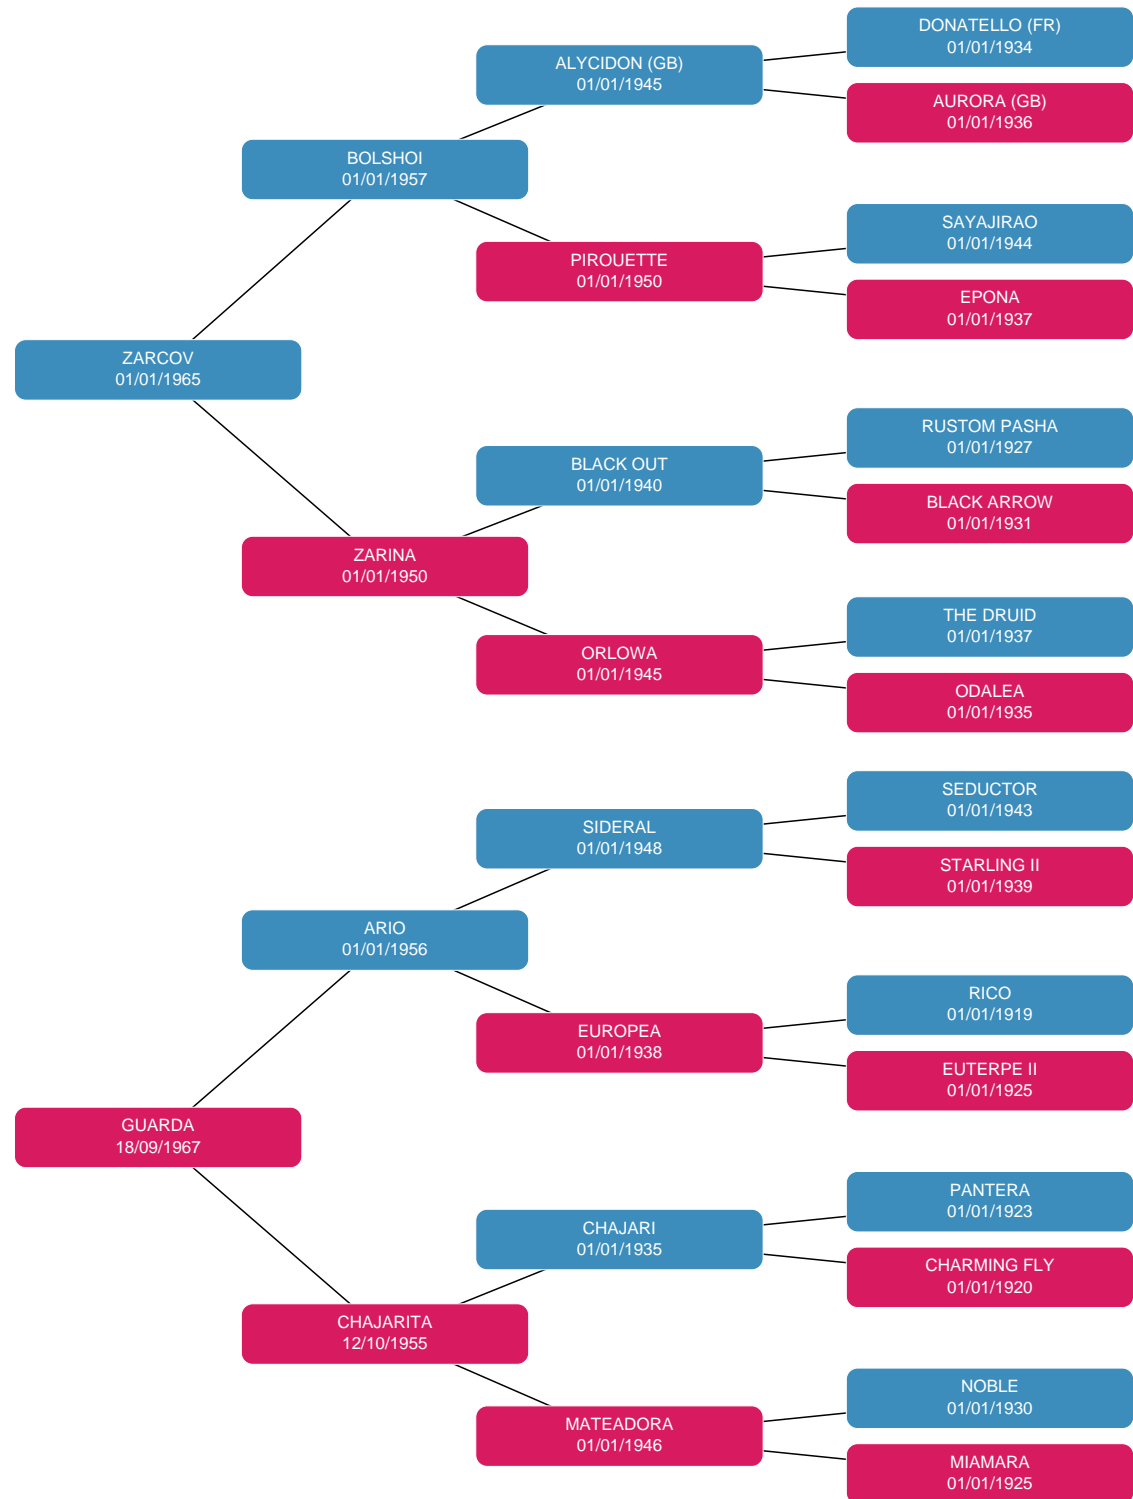 DONATELLO (FR)
01/01/1934
ALYCIDON (GB)
01/01/1945
AURORA (GB)
01/01/1936
BOLSHOI
01/01/1957
SAYAJIRAO
01/01/1944
PIROUETTE
01/01/1950
EPONA
01/01/1937
ZARCOV
01/01/1965
RUSTOM PASHA
01/01/1927
BLACK OUT
01/01/1940
BLACK ARROW
01/01/1931
ZARINA
01/01/1950
THE DRUID
01/01/1937
ORLOWA
01/01/1945
ODALEA
01/01/1935
SEDUCTOR
01/01/1943
SIDERAL
01/01/1948
STARLING II
01/01/1939
ARIO
01/01/1956
RICO
01/01/1919
EUROPEA
01/01/1938
EUTERPE II
01/01/1925
GUARDA
18/09/1967
PANTERA
01/01/1923
CHAJARI
01/01/1935
CHARMING FLY
01/01/1920
CHAJARITA
12/10/1955
NOBLE
01/01/1930
MATEADORA
01/01/1946
MIAMARA
01/01/1925